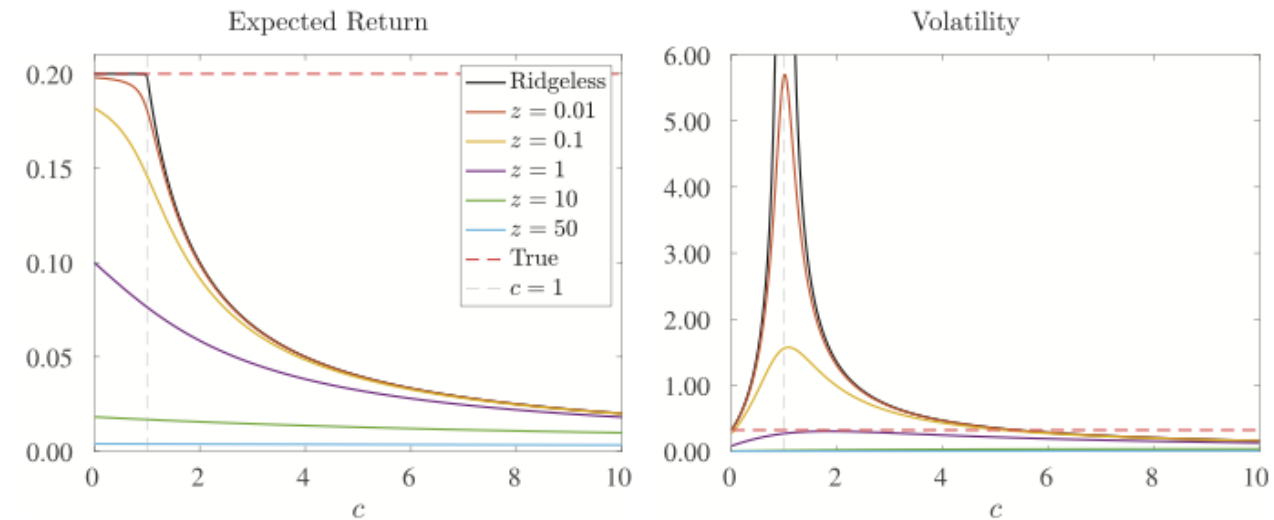 Expected Return
0.20
0.15
0.10
0.05
0.00
0
2
4
6
8
10
c
Ridgeless
z = 0.01
z = 0.1
z = 1
z = 10
z = 50
True
c = 1
Volatility
6.00
5.00
4.00
3.00
2.00
1.00
0.00
0
2
4
6
8
10
c